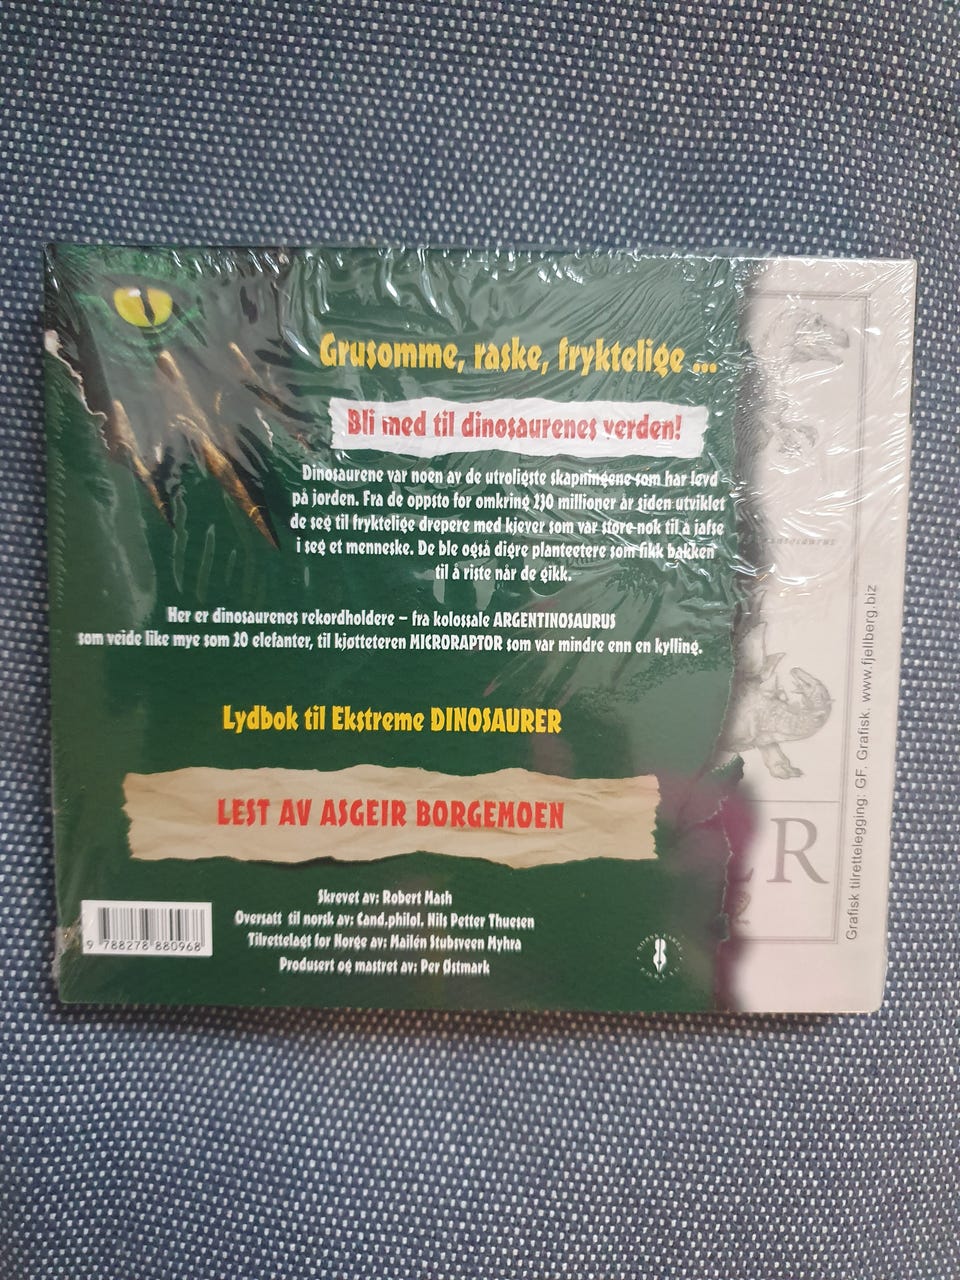 Grusomme, raske, fryktelige ...
Bli med til dinosaurenes verden!
Dinosaurene var noen av de utroligste skapningene som har levd
på jorden. Fra de oppsto for omkring 230 millioner år siden utviklet
de seg til fryktelige drepere med kjever som var store nok til å jafse
i seg et menneske. De ble også digre planteetere som fikk bakken
til å riste når de gikk.
Her er dinosaurenes rekordholdere – fra kolossale ARGENTINOSAURUS
som veide like mye som 20 elefanter, til kjøtteteren MICRORAPTOR som var mindre enn en kylling.
Lydbok til Ekstreme DINOSAURER
LEST AV ASGEIR BORGEMOEN
Skrevet av: Robert Mash
Oversatt til norsk av: Cand.philol. Nils Petter Thuesen
Tilrettelagt for Norge av: Mailén Stubsveen Myhra
Produsert og mastret av: Per Østmark
9 788278 880968
R
Grafisk tilrettelegging: GF. Grafisk. www.fjellberg.biz